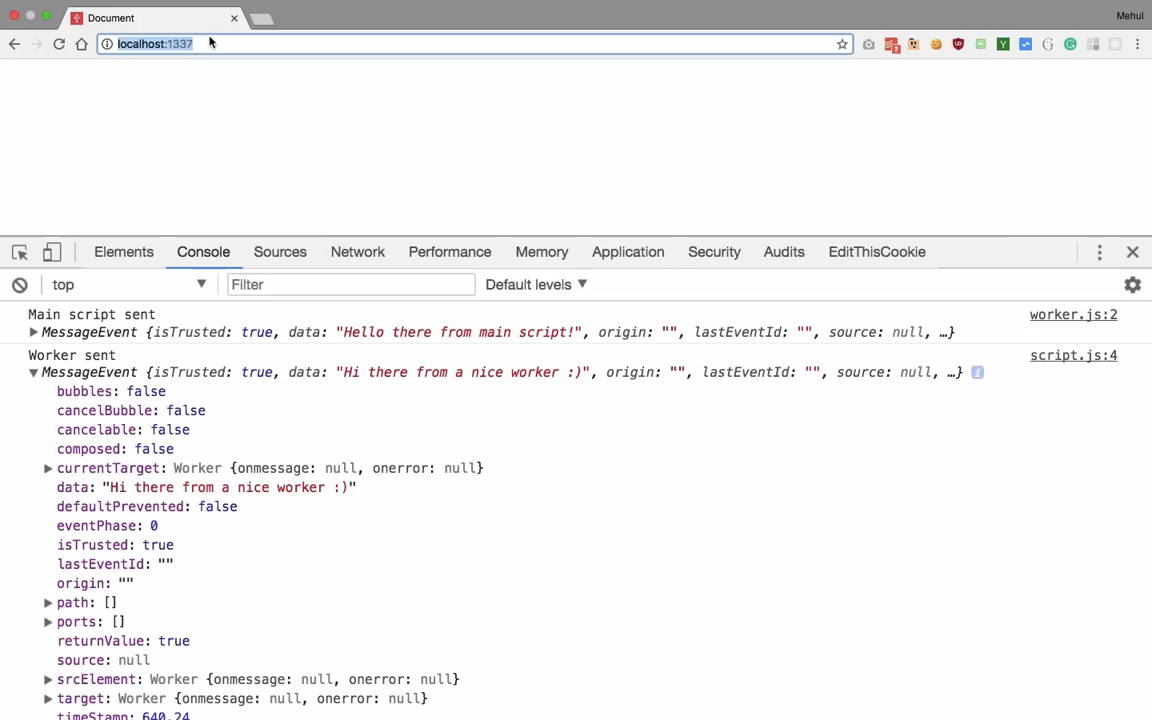 Document
Mehul
localhost:1337
Elements Console Sources Network Performance Memory Application Security Audits EditThisCookie
top Filter Default levels
Main script sent worker.js:2
MessageEvent {isTrusted: true, data: "Hello there from main script!", origin: "", lastEventId: "", source: null, …}
Worker sent script.js:4
MessageEvent {isTrusted: true, data: "Hi there from a nice worker :)", origin: "", lastEventId: "", source: null, …}
bubbles: false
cancelBubble: false
cancelable: false
composed: false
currentTarget: Worker {onmessage: null, onerror: null}
data: "Hi there from a nice worker :)"
defaultPrevented: false
eventPhase: 0
isTrusted: true
lastEventId: ""
origin: ""
path: []
ports: []
returnValue: true
source: null
srcElement: Worker {onmessage: null, onerror: null}
target: Worker {onmessage: null, onerror: null}
timeStamp: 640.24